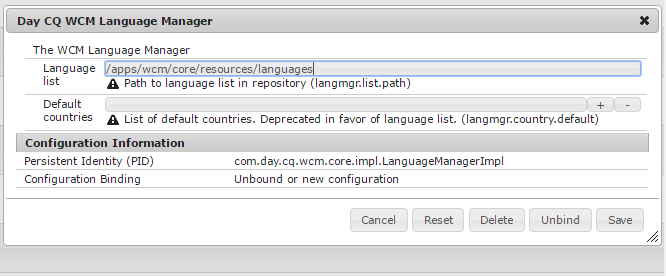 Day CQ WCM Language Manager
The WCM Language Manager
Language list /apps/wcm/core/resources/languages
Path to language list in repository (langmgr.list.path)
Default countries + -
List of default countries. Deprecated in favor of language list. (langmgr.country.default)
Configuration Information
Persistent Identity (PID) com.day.cq.wcm.core.impl.LanguageManagerImpl
Configuration Binding Unbound or new configuration
Cancel Reset Delete Unbind Save